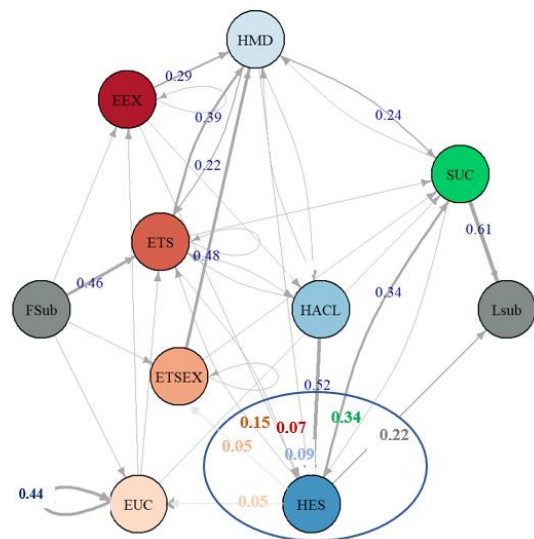 HMD
0.29
EEX
0.39
0.24
0.22
SUC
ETS
0.61
0.48
0.46
0.34
FSub
HACL
Lsub
ETSEX
0.52
0.15
0.07
0.34
0.05
0.09
0.22
0.44
EUC
0.05
HES